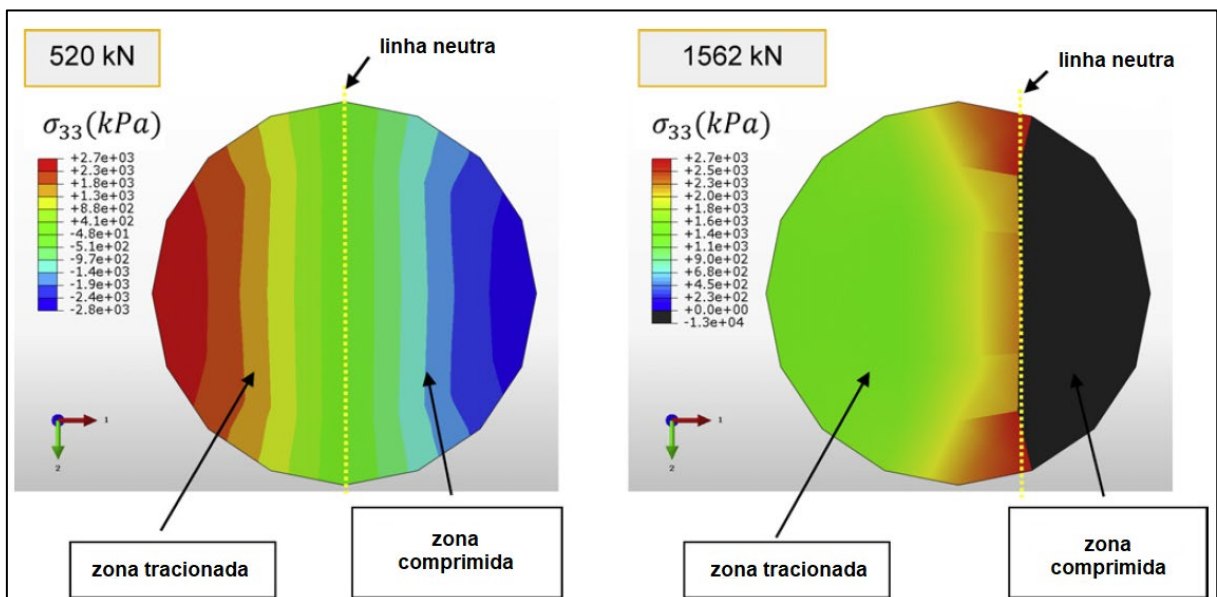 520 kN
linha neutra
σ₃₃(kPa)
+2.7e+03
+2.3e+03
+1.8e+03
+1.3e+03
+8.8e+02
+4.1e+02
-4.8e+01
-5.1e+02
-9.7e+02
-1.4e+03
-1.9e+03
-2.4e+03
-2.8e+03
1
2
zona tracionada
zona
comprimida
1562 kN
linha neutra
σ₃₃(kPa)
+2.7e+03
+2.5e+03
+2.3e+03
+2.0e+03
+1.8e+03
+1.6e+03
+1.4e+03
+1.1e+03
+9.0e+02
+6.8e+02
+4.5e+02
+2.3e+02
+0.0e+00
-1.3e+04
1
2
zona tracionada
zona
comprimida